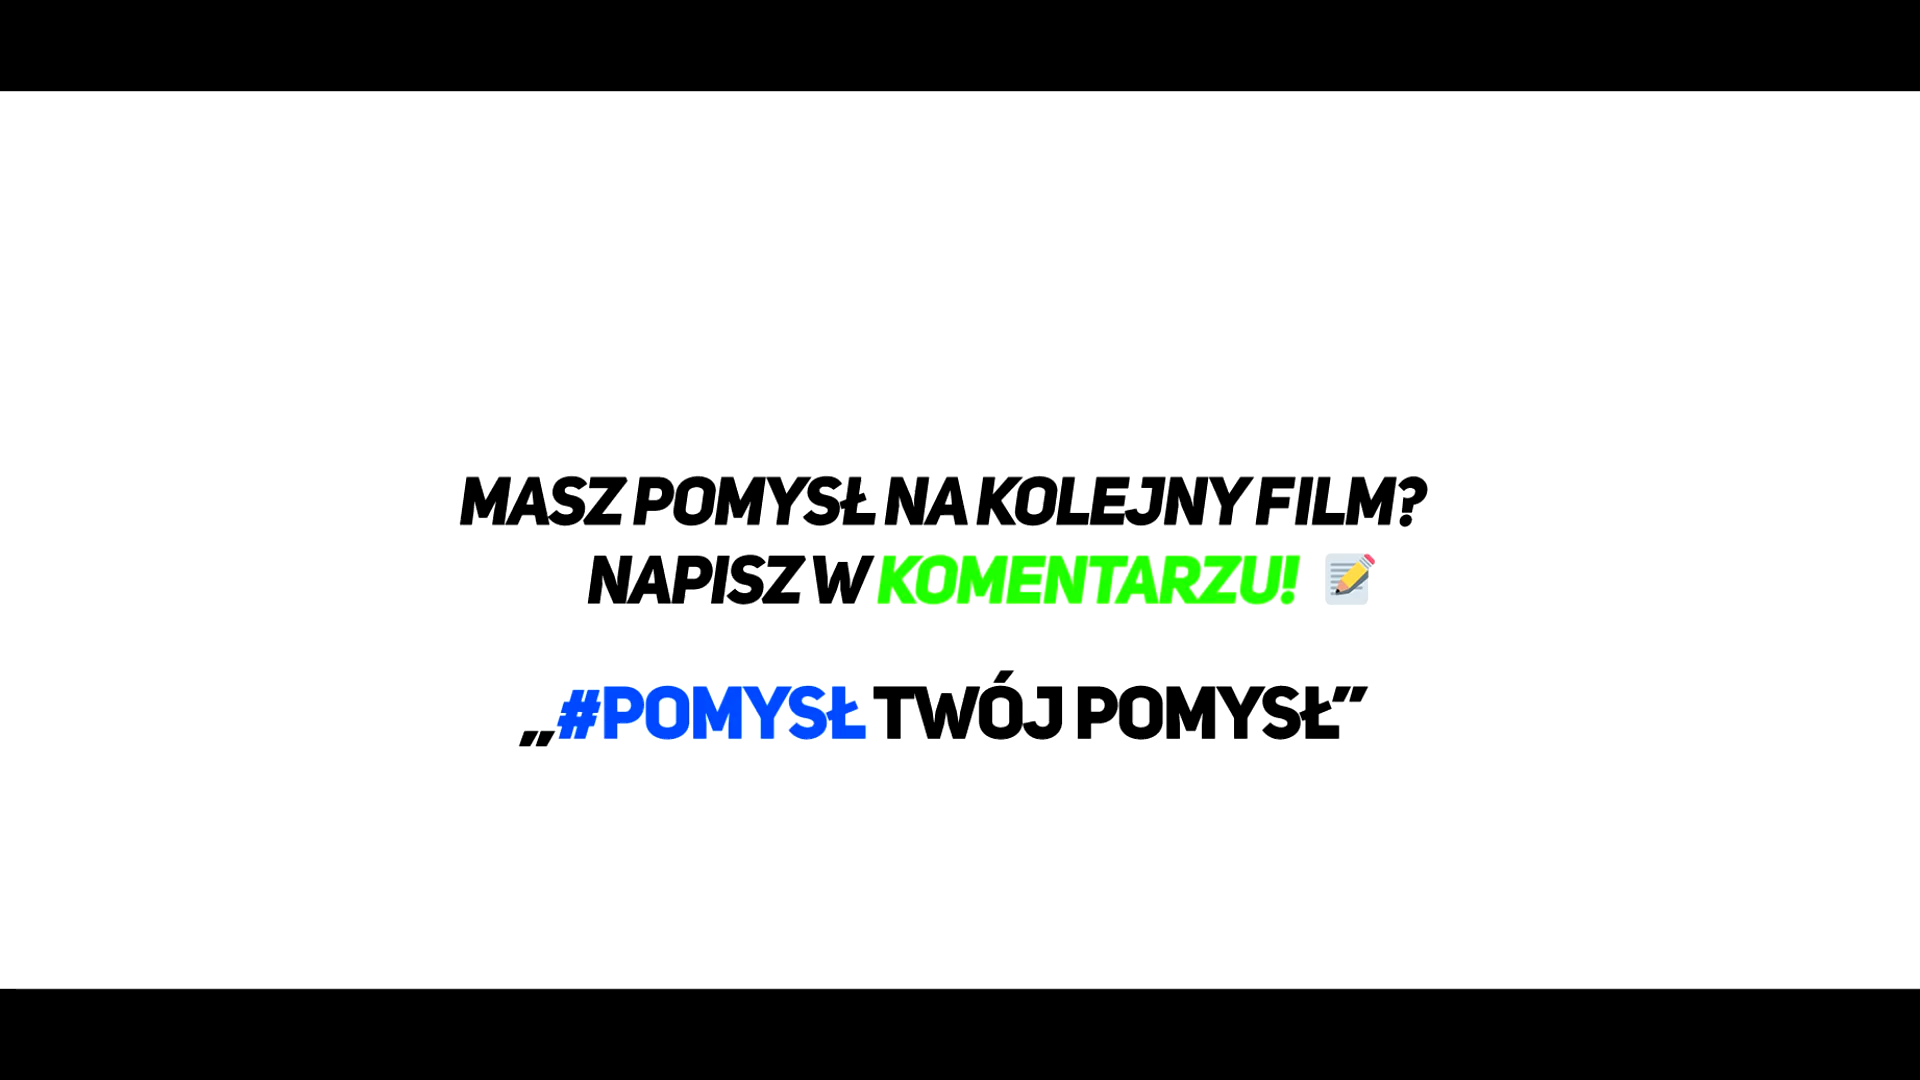 MASZ POMYSŁ NA KOLEJNY FILM?
NAPISZ W KOMENTARZU! 📝
„#POMYSŁ TWÓJ POMYSŁ”